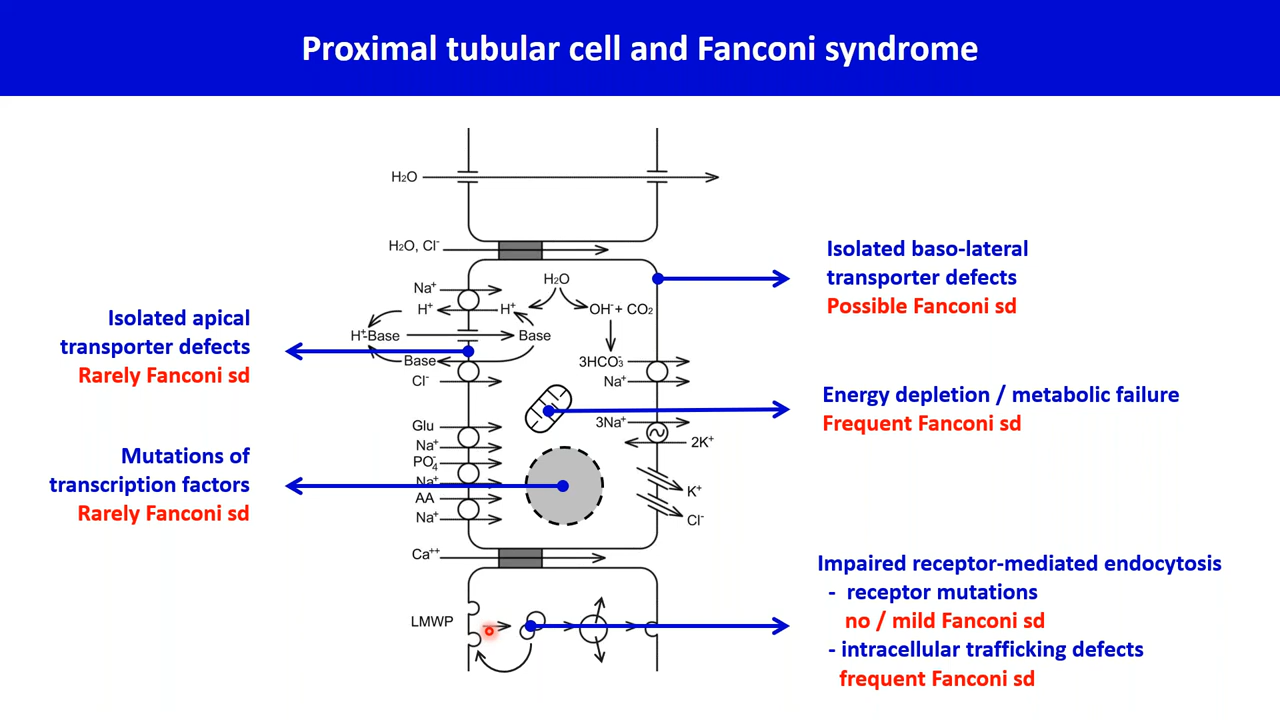 Proximal tubular cell and Fanconi syndrome
H₂O
H₂O, Cl⁻
Na⁺
H⁺
H⁺
H₂O
OH⁻ + CO₂
H⁺-Base
Base
Base
Cl⁻
3HCO₃⁻
Na⁺
Glu
Na⁺
PO₄⁻
Na⁺
AA
Na⁺
3Na⁺
2K⁺
K⁺
Cl⁻
Ca⁺⁺
LMWP
Isolated apical
transporter defects
Rarely Fanconi sd
Mutations of
transcription factors
Rarely Fanconi sd
Isolated baso-lateral
transporter defects
Possible Fanconi sd
Energy depletion / metabolic failure
Frequent Fanconi sd
Impaired receptor-mediated endocytosis
- receptor mutations
no / mild Fanconi sd
- intracellular trafficking defects
frequent Fanconi sd